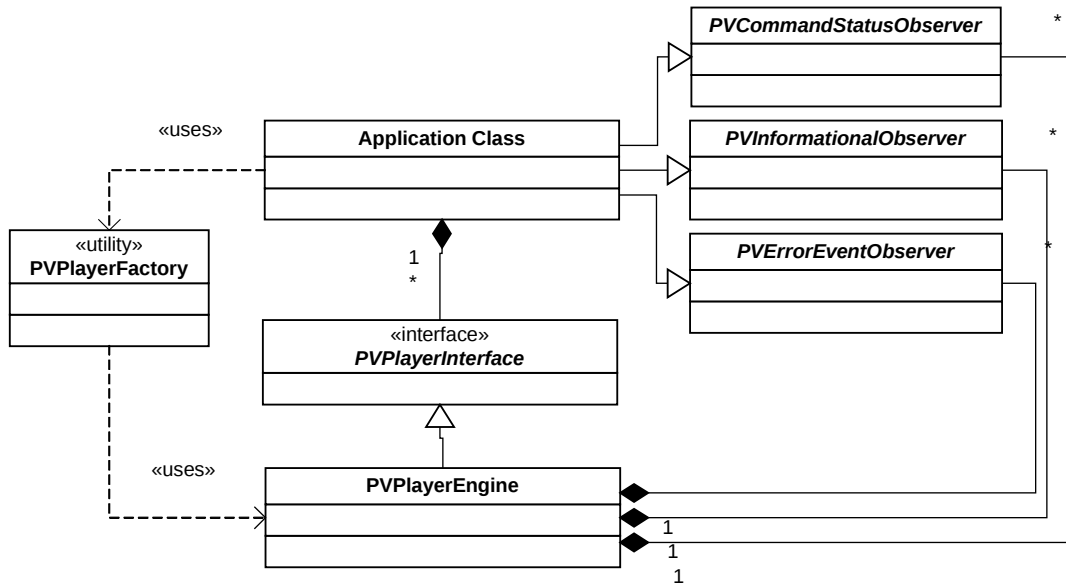 PVCommandStatusObserver
*
«uses»
Application Class
PVInformationalObserver
*
«utility»
PVPlayerFactory
PVErrorEventObserver
*
1
*
«interface»
PVPlayerInterface
«uses»
PVPlayerEngine
1
1
1